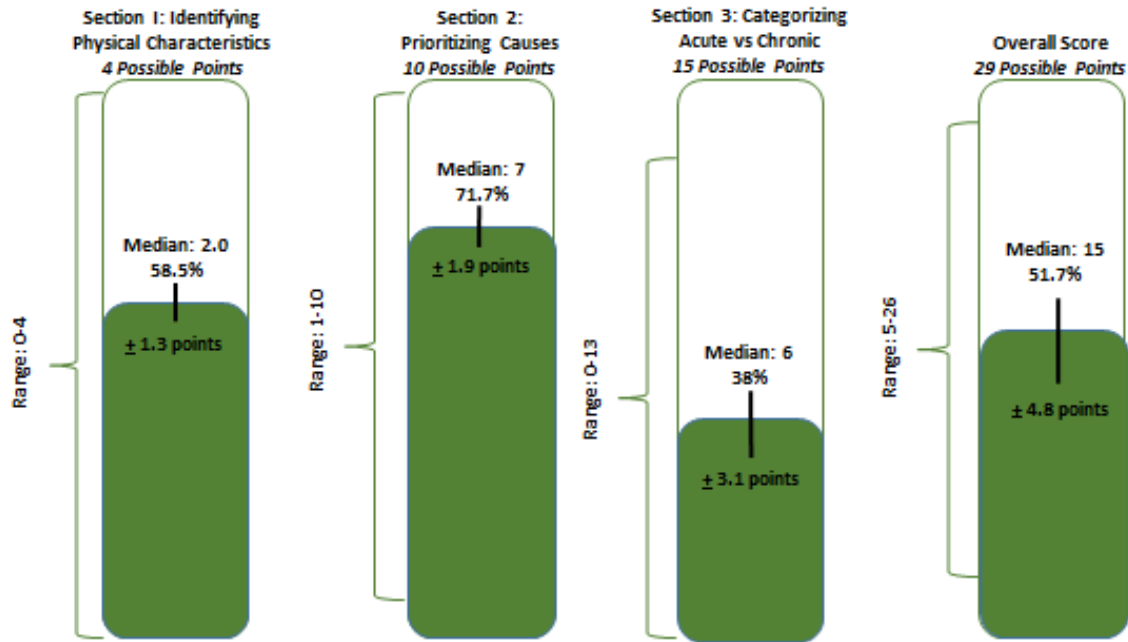 Section I: Identifying
Physical Characteristics
4 Possible Points
Median: 2.0
58.5%
± 1.3 points
Range: 0-4
Section 2:
Prioritizing Causes
10 Possible Points
Median: 7
71.7%
± 1.9 points
Range: 1-10
Section 3: Categorizing
Acute vs Chronic
15 Possible Points
Median: 6
38%
± 3.1 points
Range: 0-13
Overall Score
29 Possible Points
Median: 15
51.7%
± 4.8 points
Range: 5-26